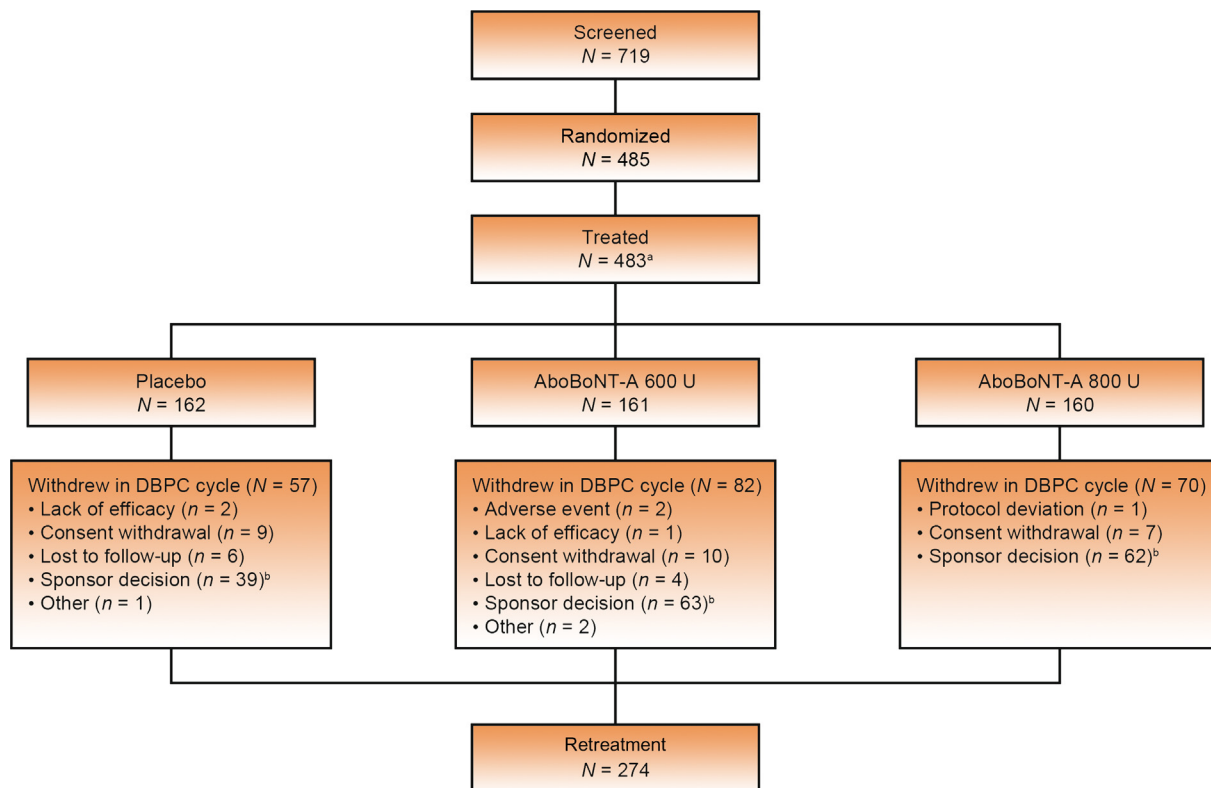 Screened
N = 719
Randomized
N = 485
Treated
N = 483ᵃ
Placebo
N = 162
AboBoNT-A 600 U
N = 161
AboBoNT-A 800 U
N = 160
Withdrew in DBPC cycle (N = 57)
• Lack of efficacy (n = 2)
• Consent withdrawal (n = 9)
• Lost to follow-up (n = 6)
• Sponsor decision (n = 39)ᵇ
• Other (n = 1)
Withdrew in DBPC cycle (N = 82)
• Adverse event (n = 2)
• Lack of efficacy (n = 1)
• Consent withdrawal (n = 10)
• Lost to follow-up (n = 4)
• Sponsor decision (n = 63)ᵇ
• Other (n = 2)
Withdrew in DBPC cycle (N = 70)
• Protocol deviation (n = 1)
• Consent withdrawal (n = 7)
• Sponsor decision (n = 62)ᵇ
Retreatment
N = 274